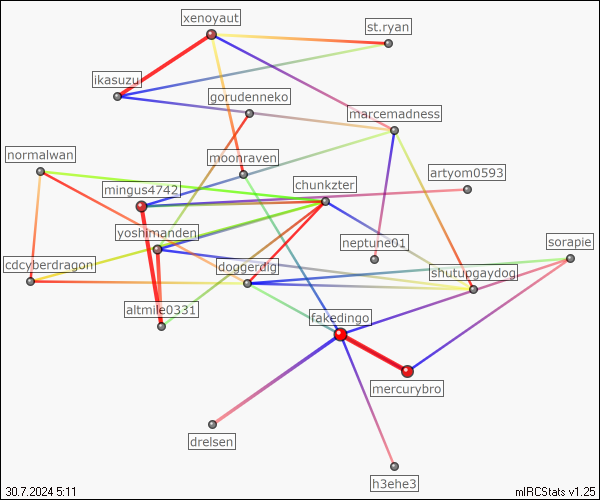 xenoyaut
st.ryan
ikasuzu
gorudenneko
marcemadness
normalwan
moonraven
artyom0593
mingus4742
chunkzter
yoshimanden
neptune01
sorapie
cdcyberdragon
doggerdig
shutupgaydog
altmile0331
fakedingo
mercurybro
drelsen
h3ehe3
30.7.2024 5:11
mIRCStats v1.25